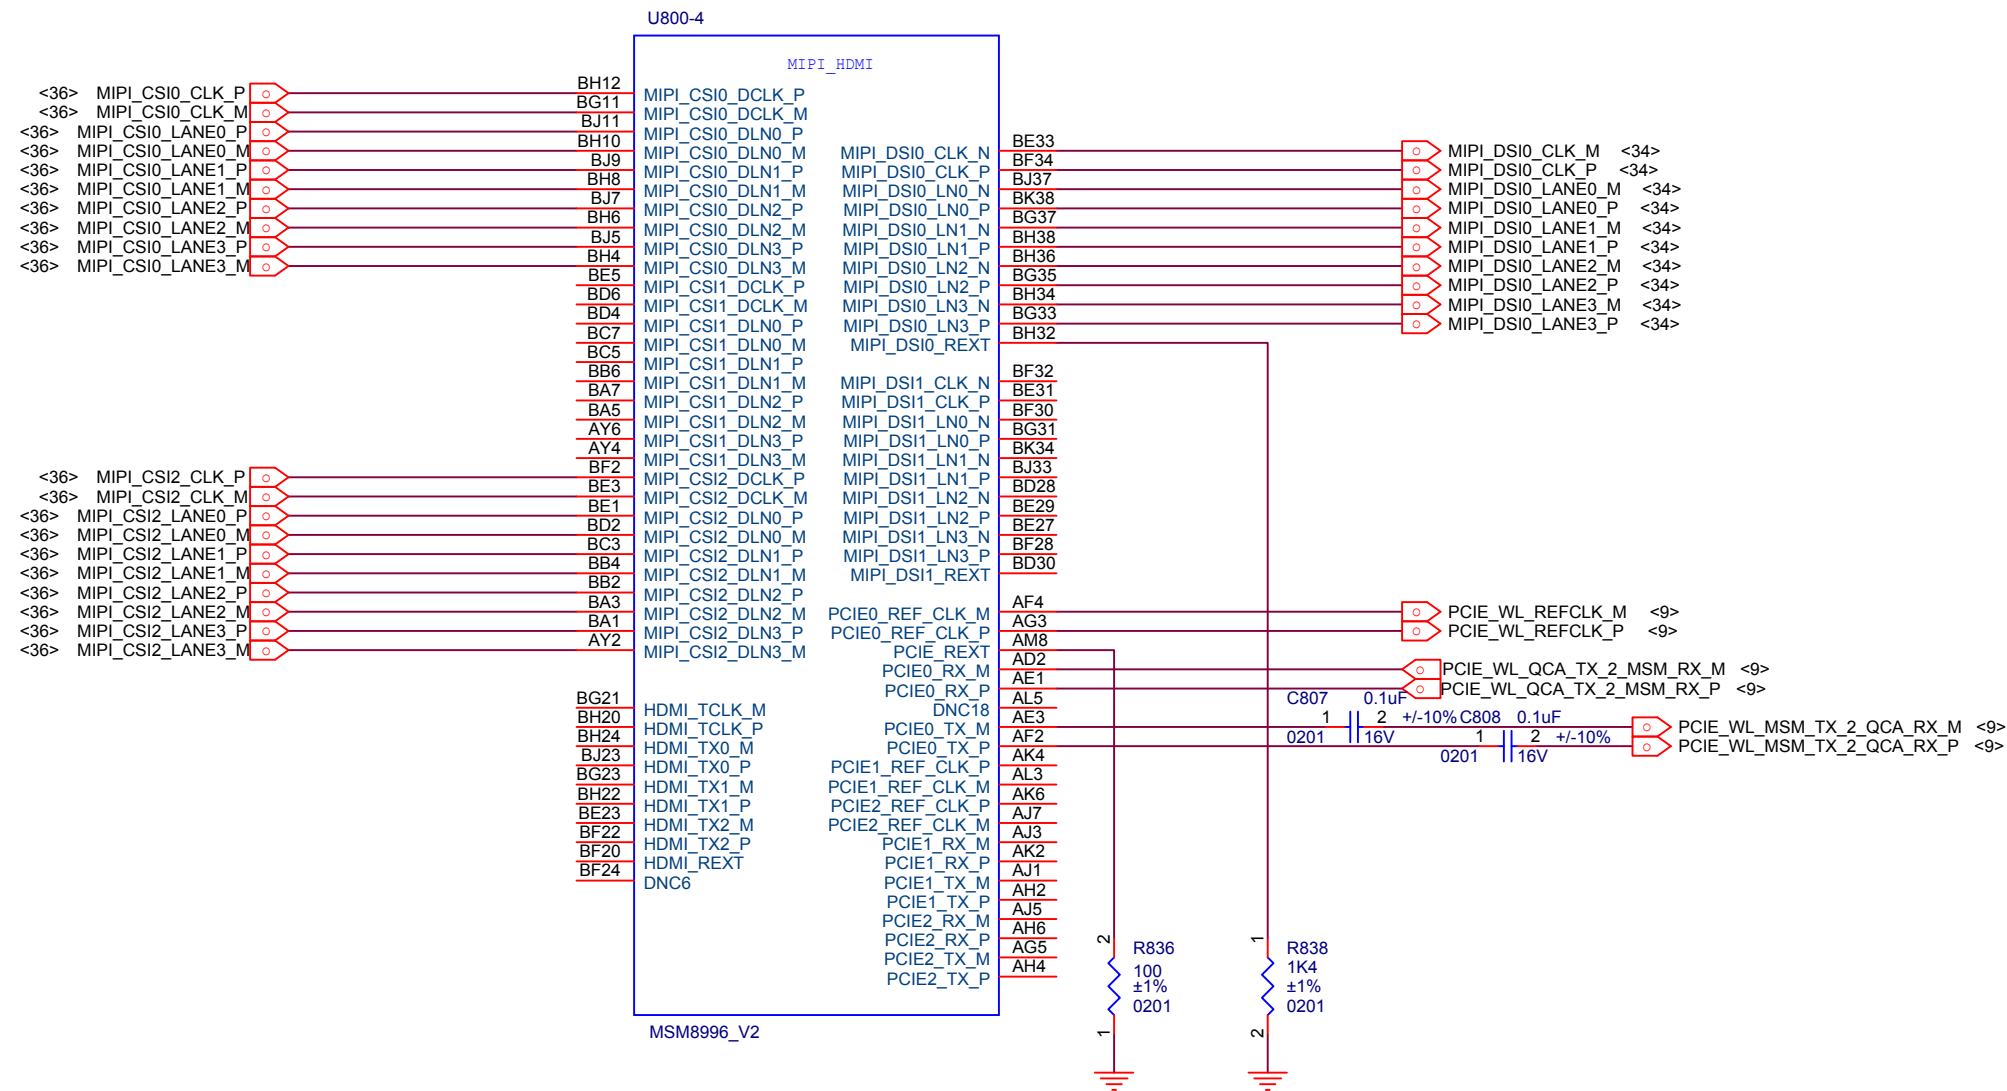 U800-4
MIPI_HDMI
<36> MIPI_CSI0_CLK_P BH12 MIPI_CSI0_DCLK_P
<36> MIPI_CSI0_CLK_M BG11 MIPI_CSI0_DCLK_M
<36> MIPI_CSI0_LANE0_P BJ11 MIPI_CSI0_DLN0_P
<36> MIPI_CSI0_LANE0_M BH10 MIPI_CSI0_DLN0_M
<36> MIPI_CSI0_LANE1_P BJ9 MIPI_CSI0_DLN1_P
<36> MIPI_CSI0_LANE1_M BH8 MIPI_CSI0_DLN1_M
<36> MIPI_CSI0_LANE2_P BJ7 MIPI_CSI0_DLN2_P
<36> MIPI_CSI0_LANE2_M BH6 MIPI_CSI0_DLN2_M
<36> MIPI_CSI0_LANE3_P BJ5 MIPI_CSI0_DLN3_P
<36> MIPI_CSI0_LANE3_M BH4 MIPI_CSI0_DLN3_M
BE5 MIPI_CSI1_DCLK_P
BD6 MIPI_CSI1_DCLK_M
BD4 MIPI_CSI1_DLN0_P
BC7 MIPI_CSI1_DLN0_M
BC5 MIPI_CSI1_DLN1_P
BB6 MIPI_CSI1_DLN1_M
BA7 MIPI_CSI1_DLN2_P
BA5 MIPI_CSI1_DLN2_M
AY6 MIPI_CSI1_DLN3_P
AY4 MIPI_CSI1_DLN3_M
<36> MIPI_CSI2_CLK_P BF2 MIPI_CSI2_DCLK_P
<36> MIPI_CSI2_CLK_M BE3 MIPI_CSI2_DCLK_M
<36> MIPI_CSI2_LANE0_P BE1 MIPI_CSI2_DLN0_P
<36> MIPI_CSI2_LANE0_M BD2 MIPI_CSI2_DLN0_M
<36> MIPI_CSI2_LANE1_P BC3 MIPI_CSI2_DLN1_P
<36> MIPI_CSI2_LANE1_M BB4 MIPI_CSI2_DLN1_M
<36> MIPI_CSI2_LANE2_P BB2 MIPI_CSI2_DLN2_P
<36> MIPI_CSI2_LANE2_M BA3 MIPI_CSI2_DLN2_M
<36> MIPI_CSI2_LANE3_P BA1 MIPI_CSI2_DLN3_P
<36> MIPI_CSI2_LANE3_M AY2 MIPI_CSI2_DLN3_M
BG21 HDMI_TCLK_M
BH20 HDMI_TCLK_P
BH24 HDMI_TX0_M
BJ23 HDMI_TX0_P
BG23 HDMI_TX1_M
BH22 HDMI_TX1_P
BE23 HDMI_TX2_M
BF22 HDMI_TX2_P
BF20 HDMI_REXT
BF24 DNC6
MIPI_DSI0_CLK_N BE33 MIPI_DSI0_CLK_M <34>
MIPI_DSI0_CLK_P BF34 MIPI_DSI0_CLK_P <34>
MIPI_DSI0_LN0_N BJ37 MIPI_DSI0_LANE0_M <34>
MIPI_DSI0_LN0_P BK38 MIPI_DSI0_LANE0_P <34>
MIPI_DSI0_LN1_N BG37 MIPI_DSI0_LANE1_M <34>
MIPI_DSI0_LN1_P BH38 MIPI_DSI0_LANE1_P <34>
MIPI_DSI0_LN2_N BH36 MIPI_DSI0_LANE2_M <34>
MIPI_DSI0_LN2_P BG35 MIPI_DSI0_LANE2_P <34>
MIPI_DSI0_LN3_N BH34 MIPI_DSI0_LANE3_M <34>
MIPI_DSI0_LN3_P BG33 MIPI_DSI0_LANE3_P <34>
MIPI_DSI0_REXT BH32
MIPI_DSI1_CLK_N BF32
MIPI_DSI1_CLK_P BE31
MIPI_DSI1_LN0_N BF30
MIPI_DSI1_LN0_P BG31
MIPI_DSI1_LN1_N BK34
MIPI_DSI1_LN1_P BJ33
MIPI_DSI1_LN2_N BD28
MIPI_DSI1_LN2_P BE29
MIPI_DSI1_LN3_N BE27
MIPI_DSI1_LN3_P BF28
MIPI_DSI1_REXT BD30
PCIE0_REF_CLK_M AF4 PCIE_WL_REFCLK_M <9>
PCIE0_REF_CLK_P AG3 PCIE_WL_REFCLK_P <9>
PCIE_REXT AM8
PCIE0_RX_M AD2 PCIE_WL_QCA_TX_2_MSM_RX_M <9>
PCIE0_RX_P AE1 PCIE_WL_QCA_TX_2_MSM_RX_P <9>
DNC18 AL5
PCIE0_TX_M AE3 PCIE_WL_MSM_TX_2_QCA_RX_M <9>
PCIE0_TX_P AF2 PCIE_WL_MSM_TX_2_QCA_RX_P <9>
PCIE1_REF_CLK_P AK4
PCIE1_REF_CLK_M AL3
PCIE2_REF_CLK_P AK6
PCIE2_REF_CLK_M AJ7
PCIE1_RX_M AJ3
PCIE1_RX_P AK2
PCIE1_TX_M AJ1
PCIE1_TX_P AH2
PCIE2_RX_M AJ5
PCIE2_RX_P AH6
PCIE2_TX_M AG5
PCIE2_TX_P AH4
C807 0.1uF
1 2 +/-10%
0201 16V
C808 0.1uF
1 2 +/-10%
0201 16V
2
R836
100
±1%
0201
1
1
R838
1K4
±1%
0201
2
MSM8996_V2